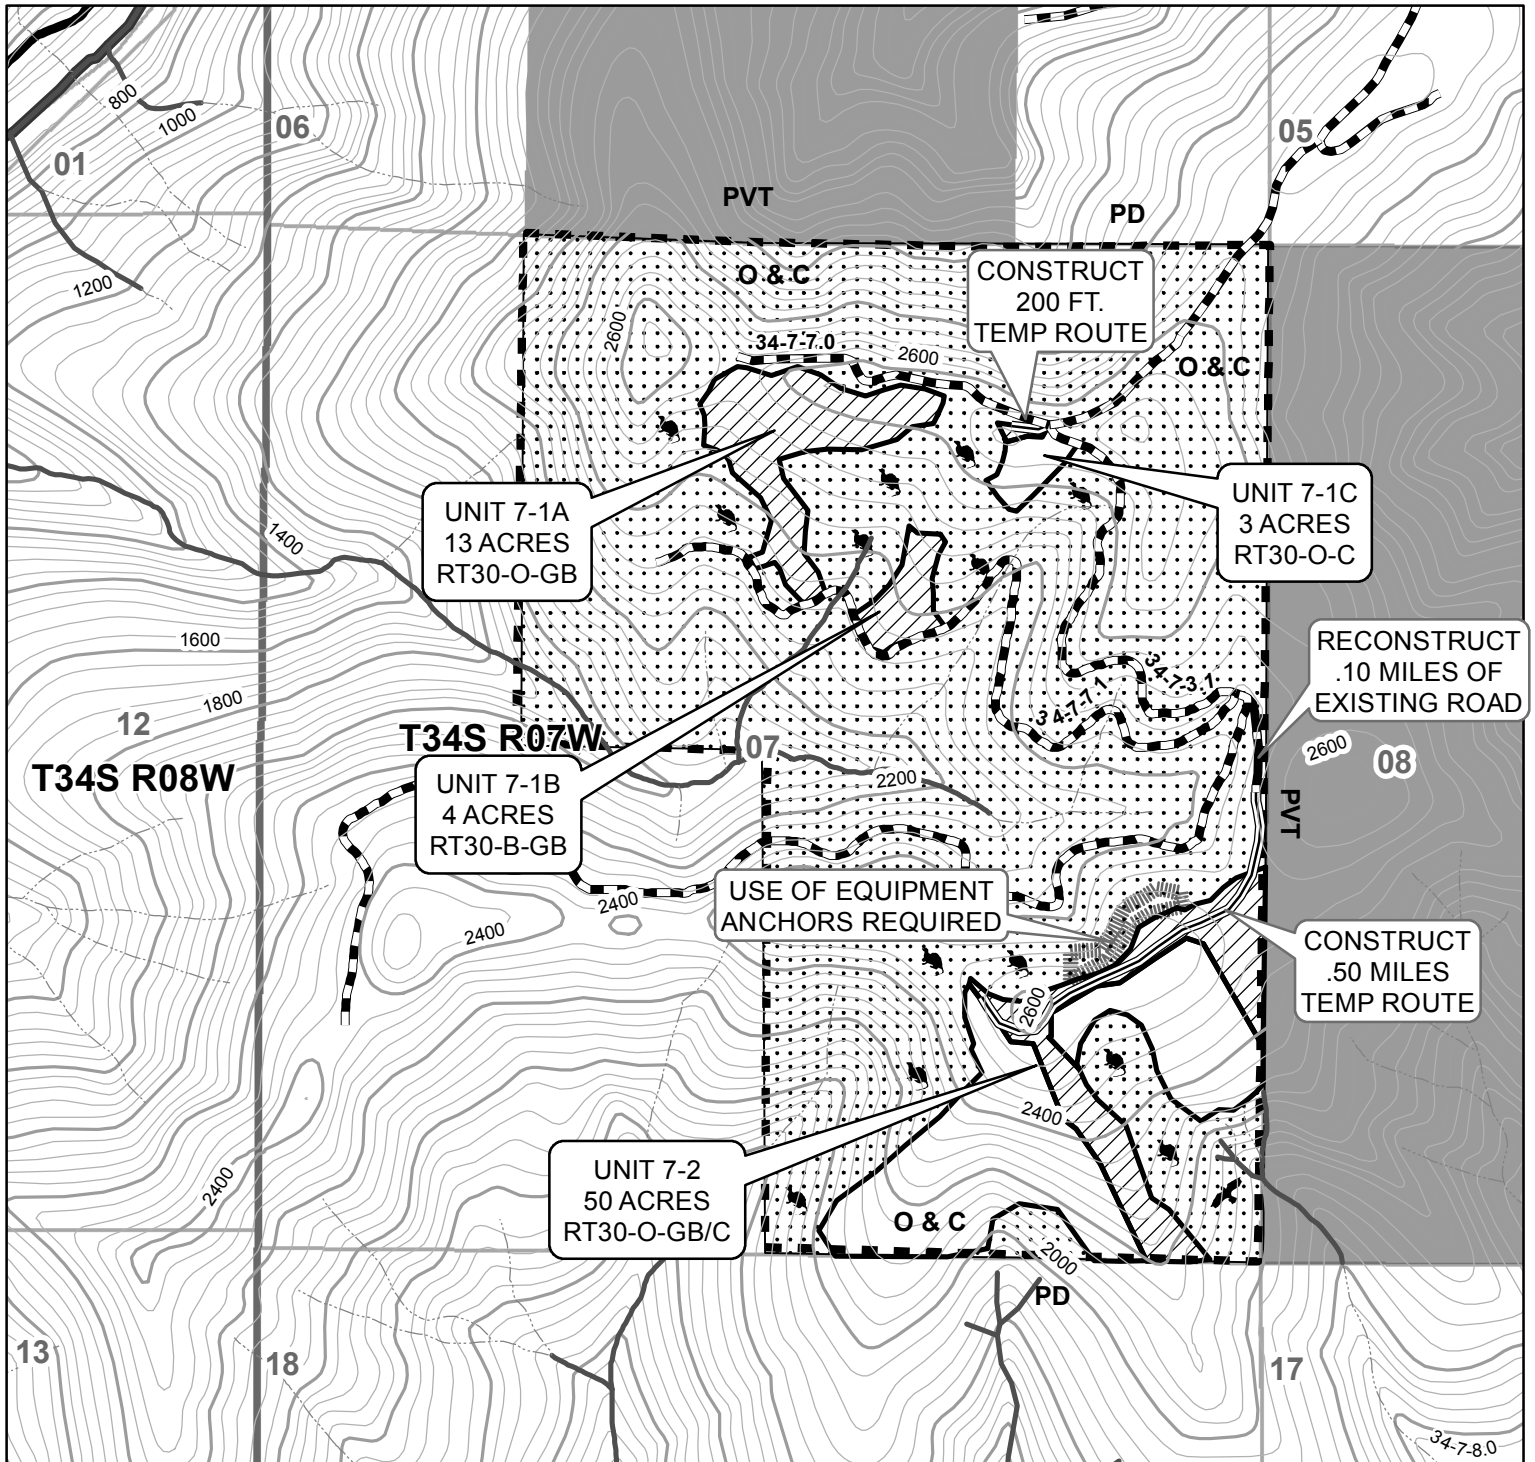 800
1000
06
05
01
PVT
PD
O & C
CONSTRUCT
200 FT.
TEMP ROUTE
1200
2600
34-7-7.0
2600
O & C
UNIT 7-1A
13 ACRES
RT30-O-GB
UNIT 7-1C
3 ACRES
RT30-O-C
1400
1600
RECONSTRUCT
.10 MILES OF
EXISTING ROAD
34-7-3.1
34-7-7.1
1800
12
T34S R07W
07
2600
08
T34S R08W
2200
UNIT 7-1B
4 ACRES
RT30-B-GB
PVT
USE OF EQUIPMENT
ANCHORS REQUIRED
2400
2400
CONSTRUCT
.50 MILES
TEMP ROUTE
2600
2400
UNIT 7-2
50 ACRES
RT30-O-GB/C
2400
O & C
2000
PD
13
18
17
34-7-8.0